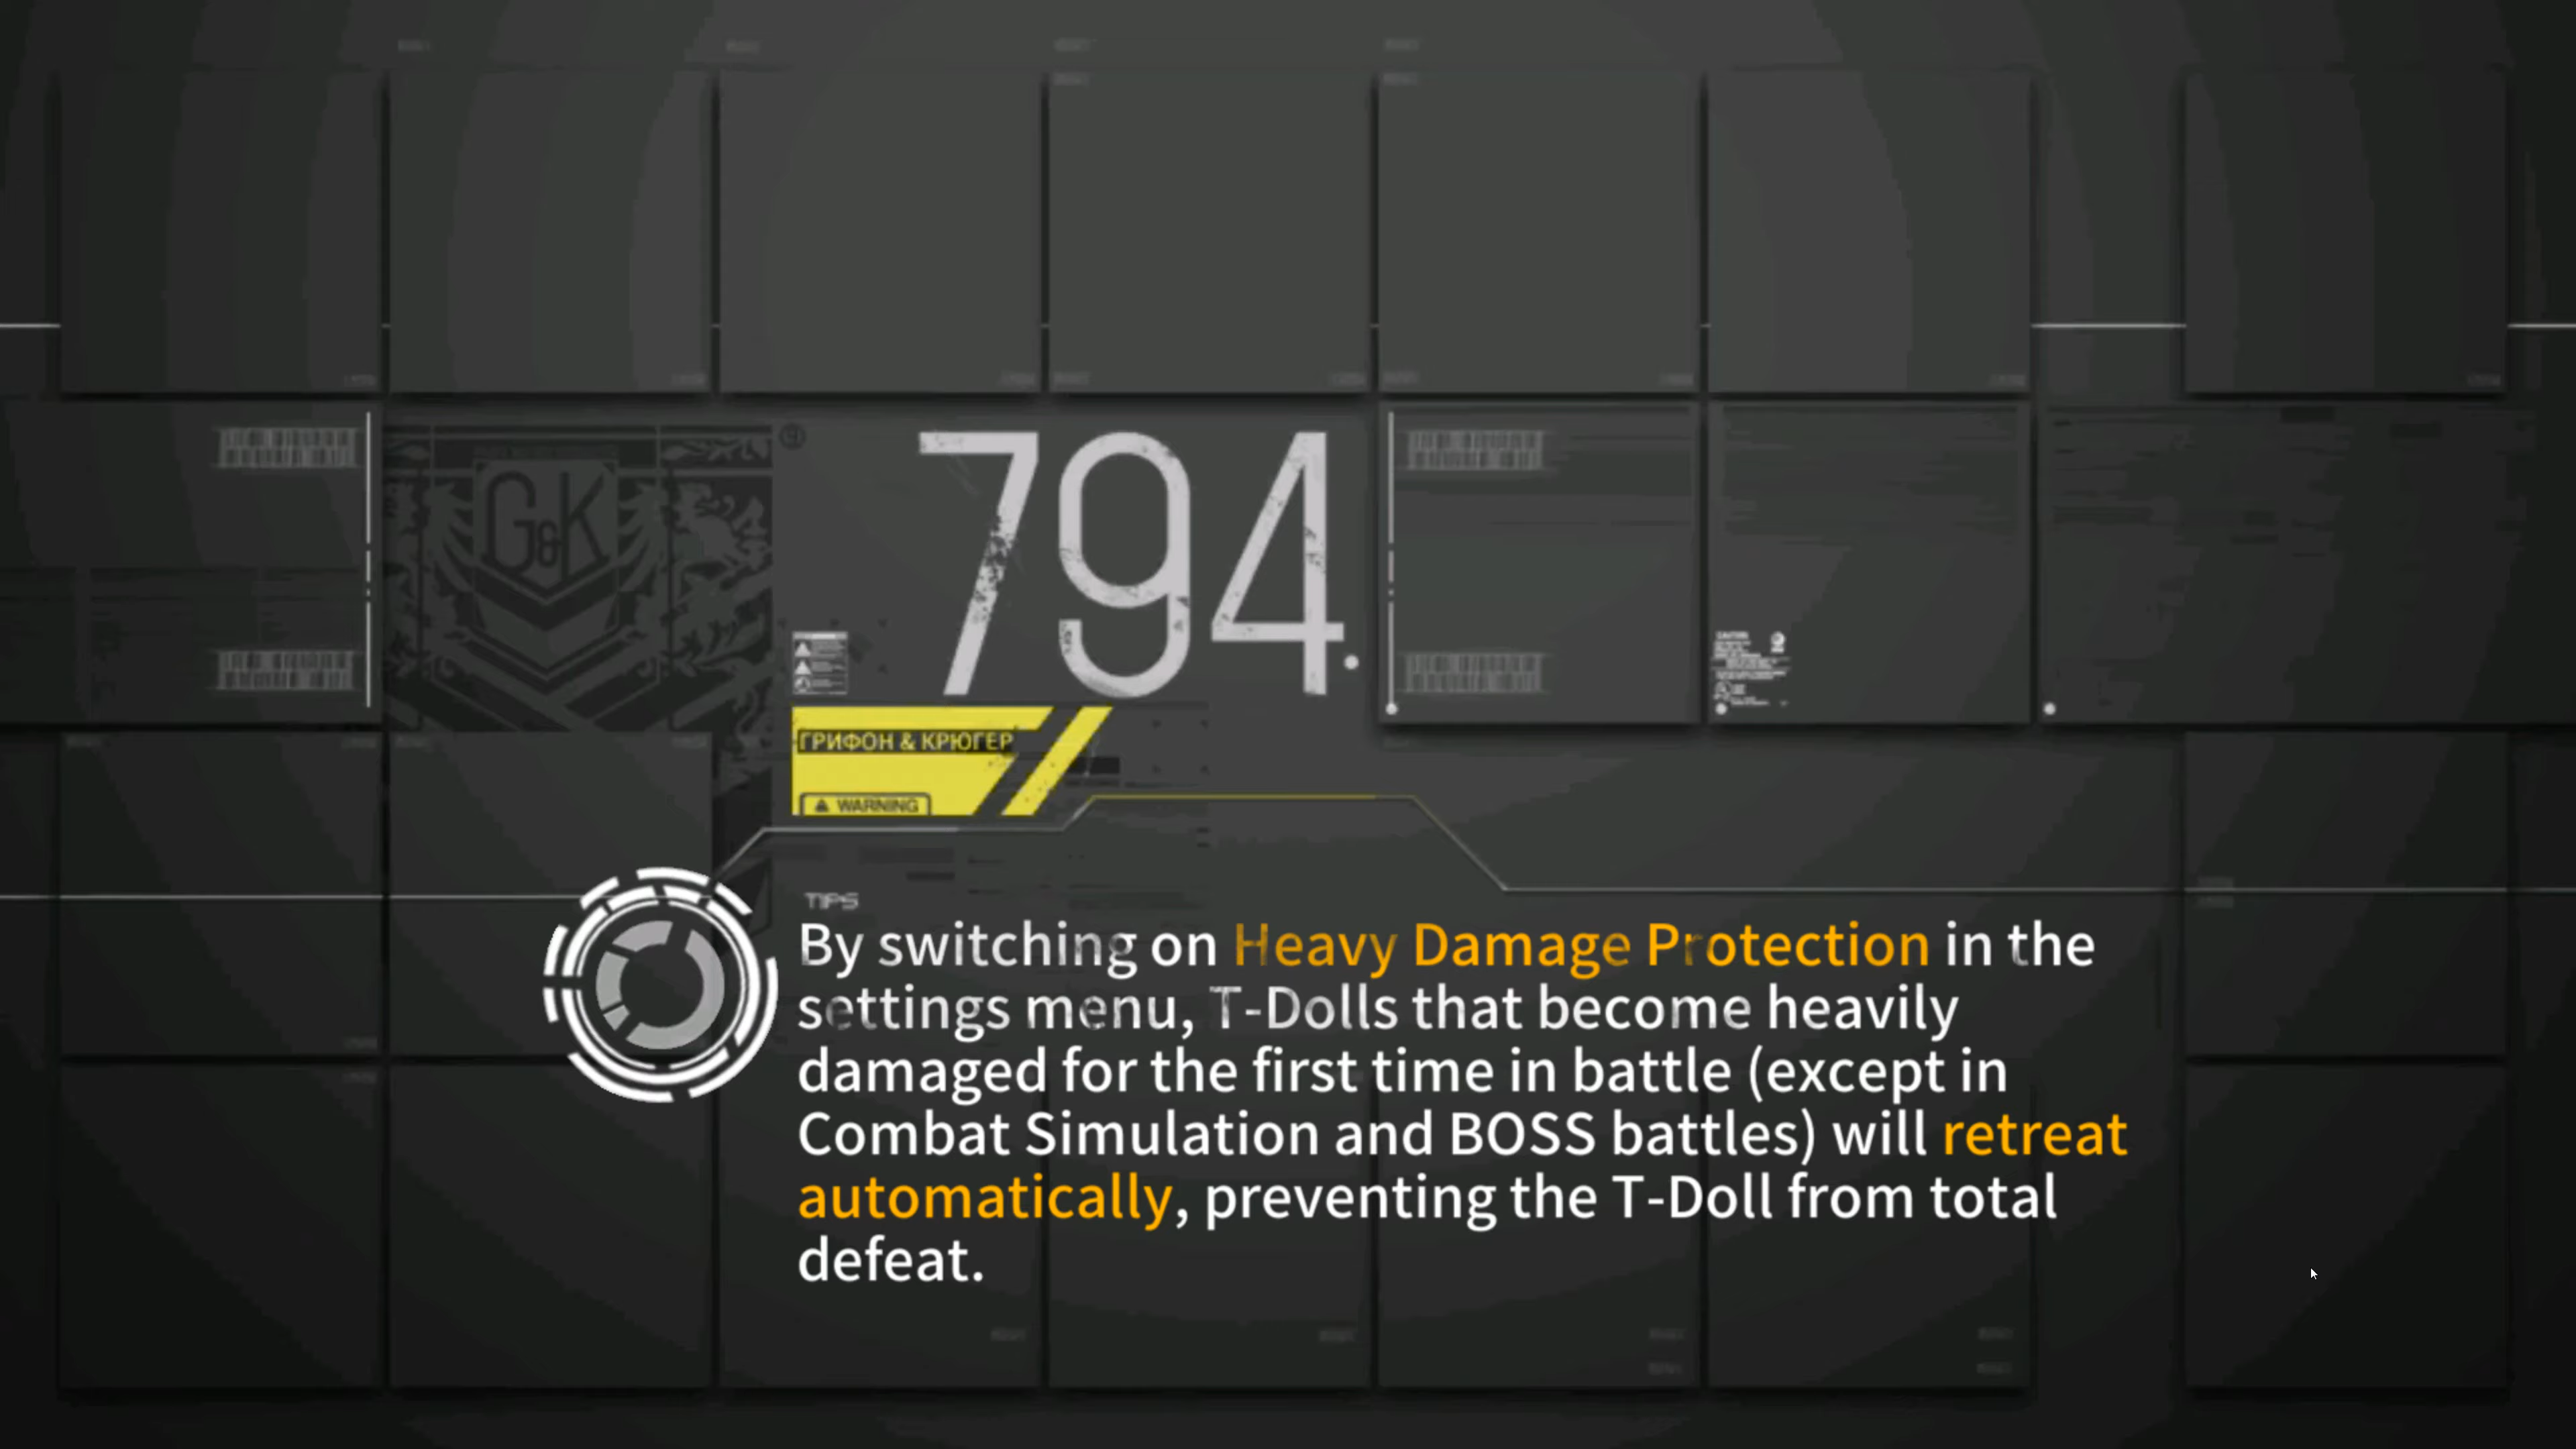 G&K
794.
ГРИФОН & КРЮГЕР
WARNING
TIPS
By switching on Heavy Damage Protection in the
settings menu, T-Dolls that become heavily
damaged for the first time in battle (except in
Combat Simulation and BOSS battles) will retreat
automatically, preventing the T-Doll from total
defeat.